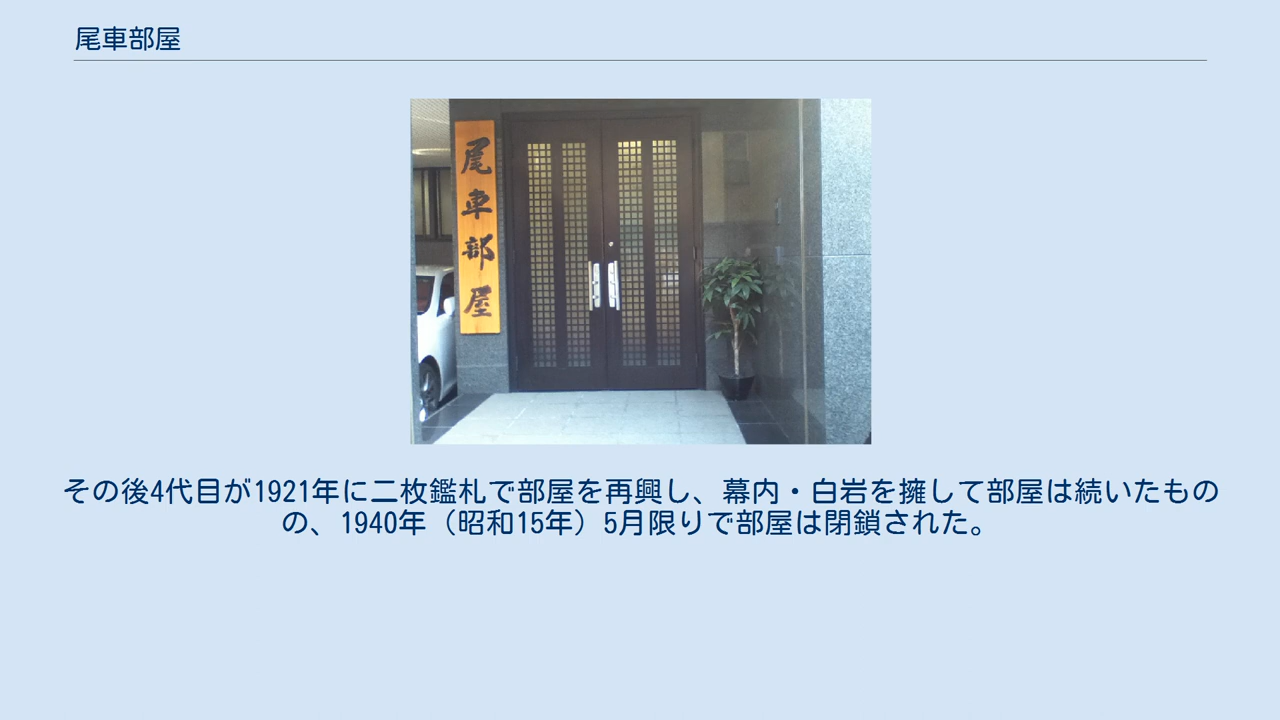 尾車部屋
尾車部屋
その後4代目が1921年に二枚鑑札で部屋を再興し、幕内・白岩を擁して部屋は続いたもの
の、1940年（昭和15年）5月限りで部屋は閉鎖された。